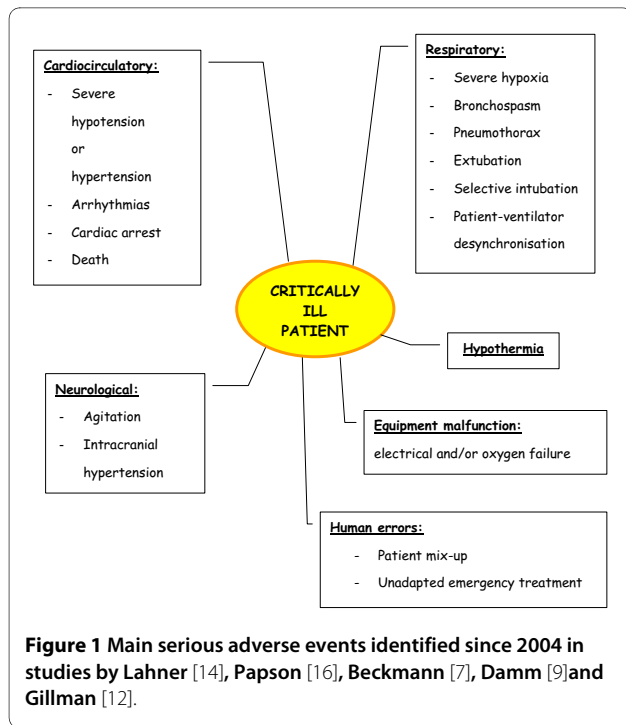 Cardiocirculatory:
- Severe
hypotension
or
hypertension
- Arrhythmias
- Cardiac arrest
- Death
Respiratory:
- Severe hypoxia
- Bronchospasm
- Pneumothorax
- Extubation
- Selective intubation
- Patient-ventilator
desynchronisation
CRITICALLY
ILL
PATIENT
Hypothermia
Neurological:
- Agitation
- Intracranial
hypertension
Equipment malfunction:
electrical and/or oxygen failure
Human errors:
- Patient mix-up
- Unadapted emergency treatment
Figure 1 Main serious adverse events identified since 2004 in
studies by Lahner [14], Papson [16], Beckmann [7], Damm [9]and
Gillman [12].